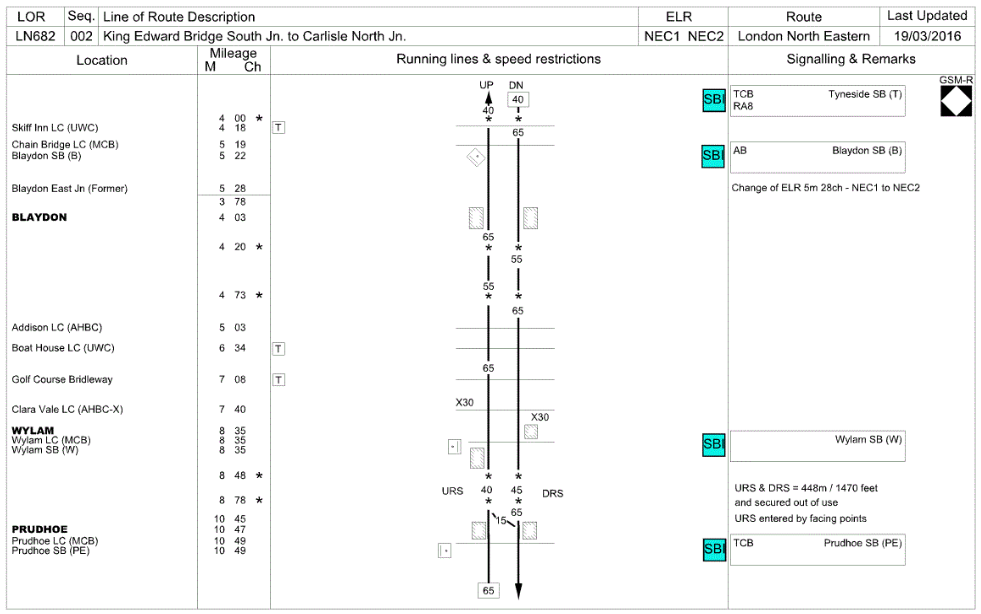 LOR Seq. Line of Route Description ELR Route Last Updated
LN682 002 King Edward Bridge South Jn. to Carlisle North Jn. NEC1 NEC2 London North Eastern 19/03/2016
Location Mileage Running lines & speed restrictions Signalling & Remarks
M Ch
GSM-R
UP DN
40 40
SBI TCB Tyneside SB (T)
RA8
4 00 * * *
Skiff Inn LC (UWC) 4 18 T 65
Chain Bridge LC (MCB) 5 19
Blaydon SB (B) 5 22 SBI AB Blaydon SB (B)
Blaydon East Jn (Former) 5 28 Change of ELR 5m 28ch - NEC1 to NEC2
3 78
BLAYDON 4 03
65
4 20 * * *
55
55
4 73 * * *
65
Addison LC (AHBC) 5 03
Boat House LC (UWC) 6 34 T
65
Golf Course Bridleway 7 08 T
X30
Clara Vale LC (AHBC-X) 7 40
X30
WYLAM 8 35
Wylam LC (MCB) 8 35 SBI Wylam SB (W)
Wylam SB (W) 8 35
8 48 * * *
URS 40 45 DRS URS & DRS = 448m / 1470 feet
8 78 * * * and secured out of use
65
10 45 15 URS entered by facing points
PRUDHOE 10 47
Prudhoe LC (MCB) 10 49 SBI TCB Prudhoe SB (PE)
Prudhoe SB (PE) 10 49
65